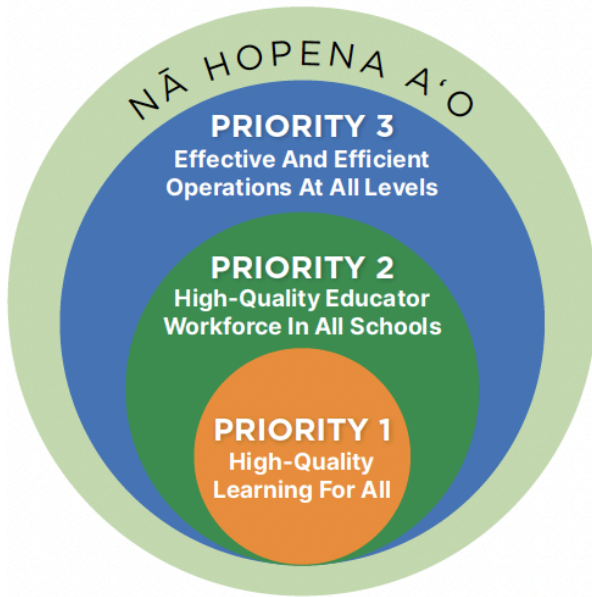 NĀ HOPENA AʻO
PRIORITY 3
Effective And Efficient
Operations At All Levels
PRIORITY 2
High-Quality Educator
Workforce In All Schools
PRIORITY 1
High-Quality
Learning For All